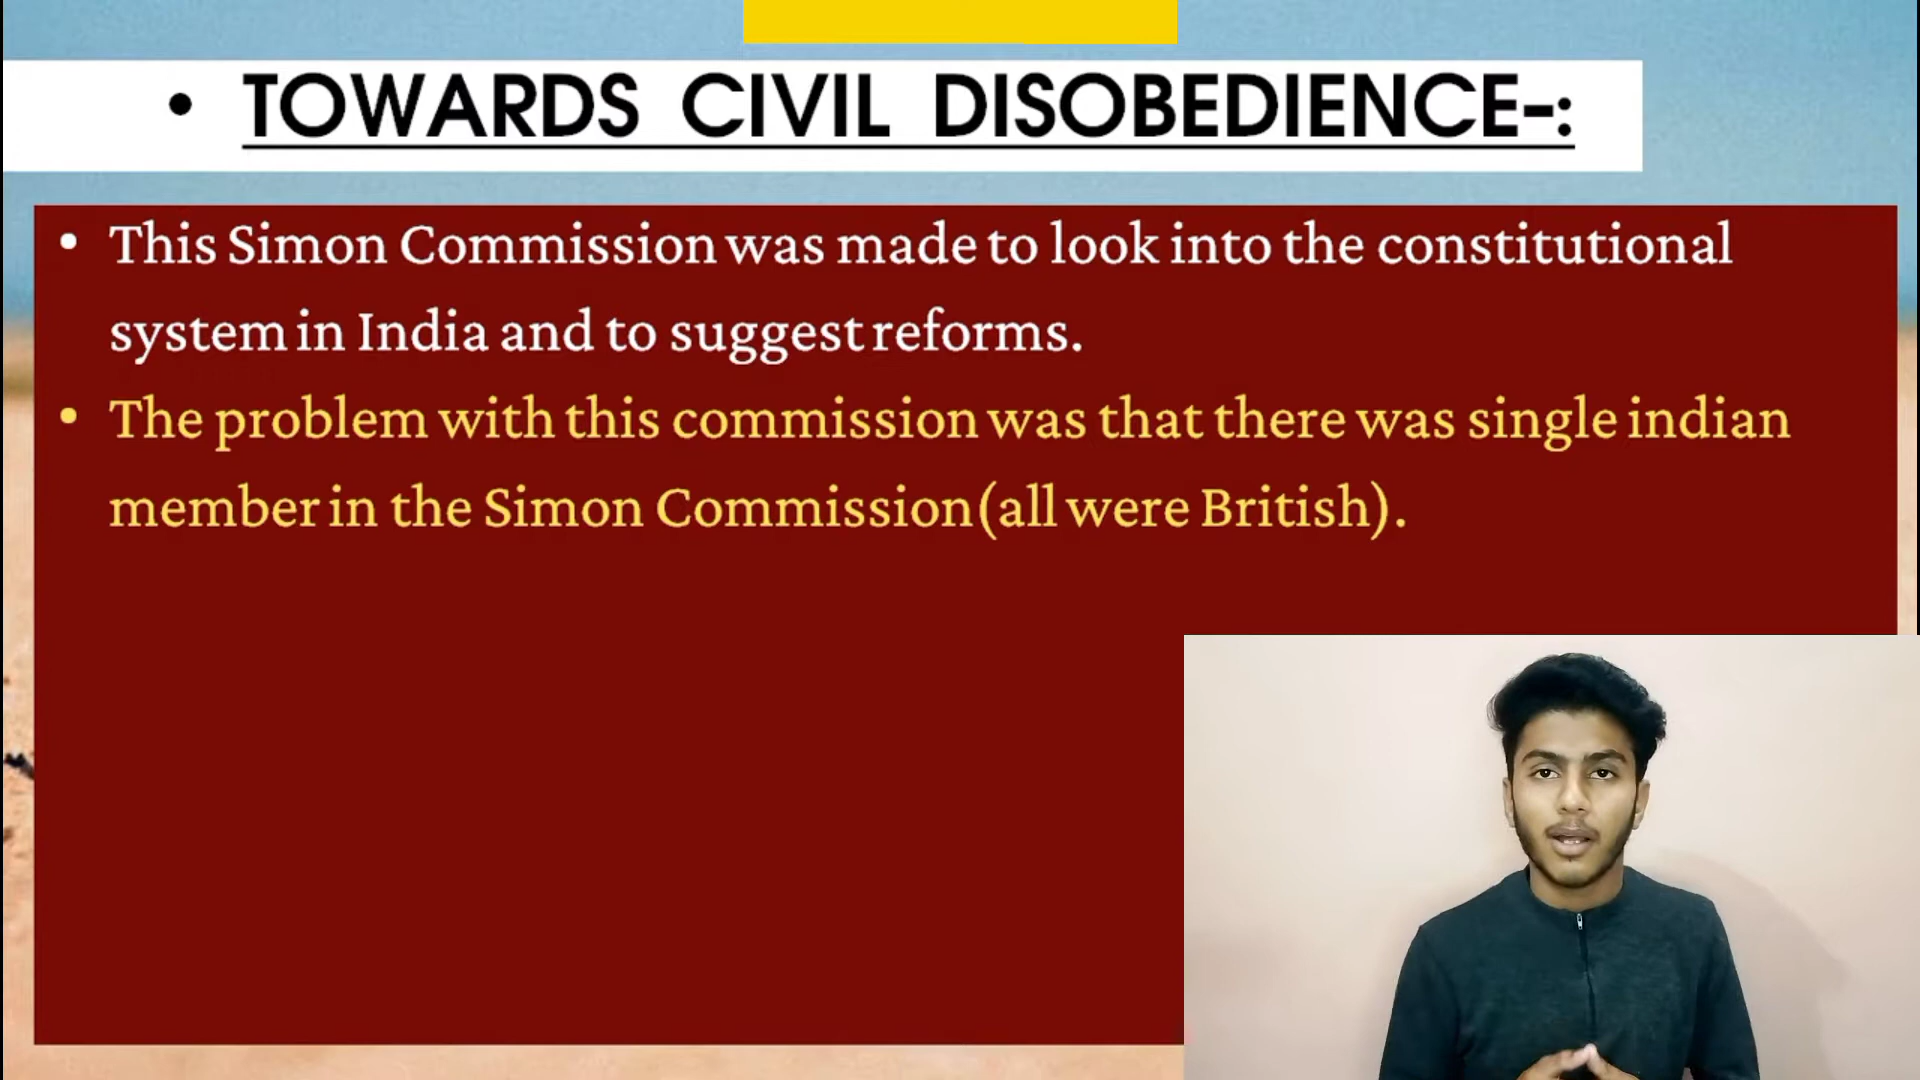 • TOWARDS CIVIL DISOBEDIENCE-:
• This Simon Commission was made to look into the constitutional
system in India and to suggest reforms.
• The problem with this commission was that there was single indian
member in the Simon Commission(all were British).